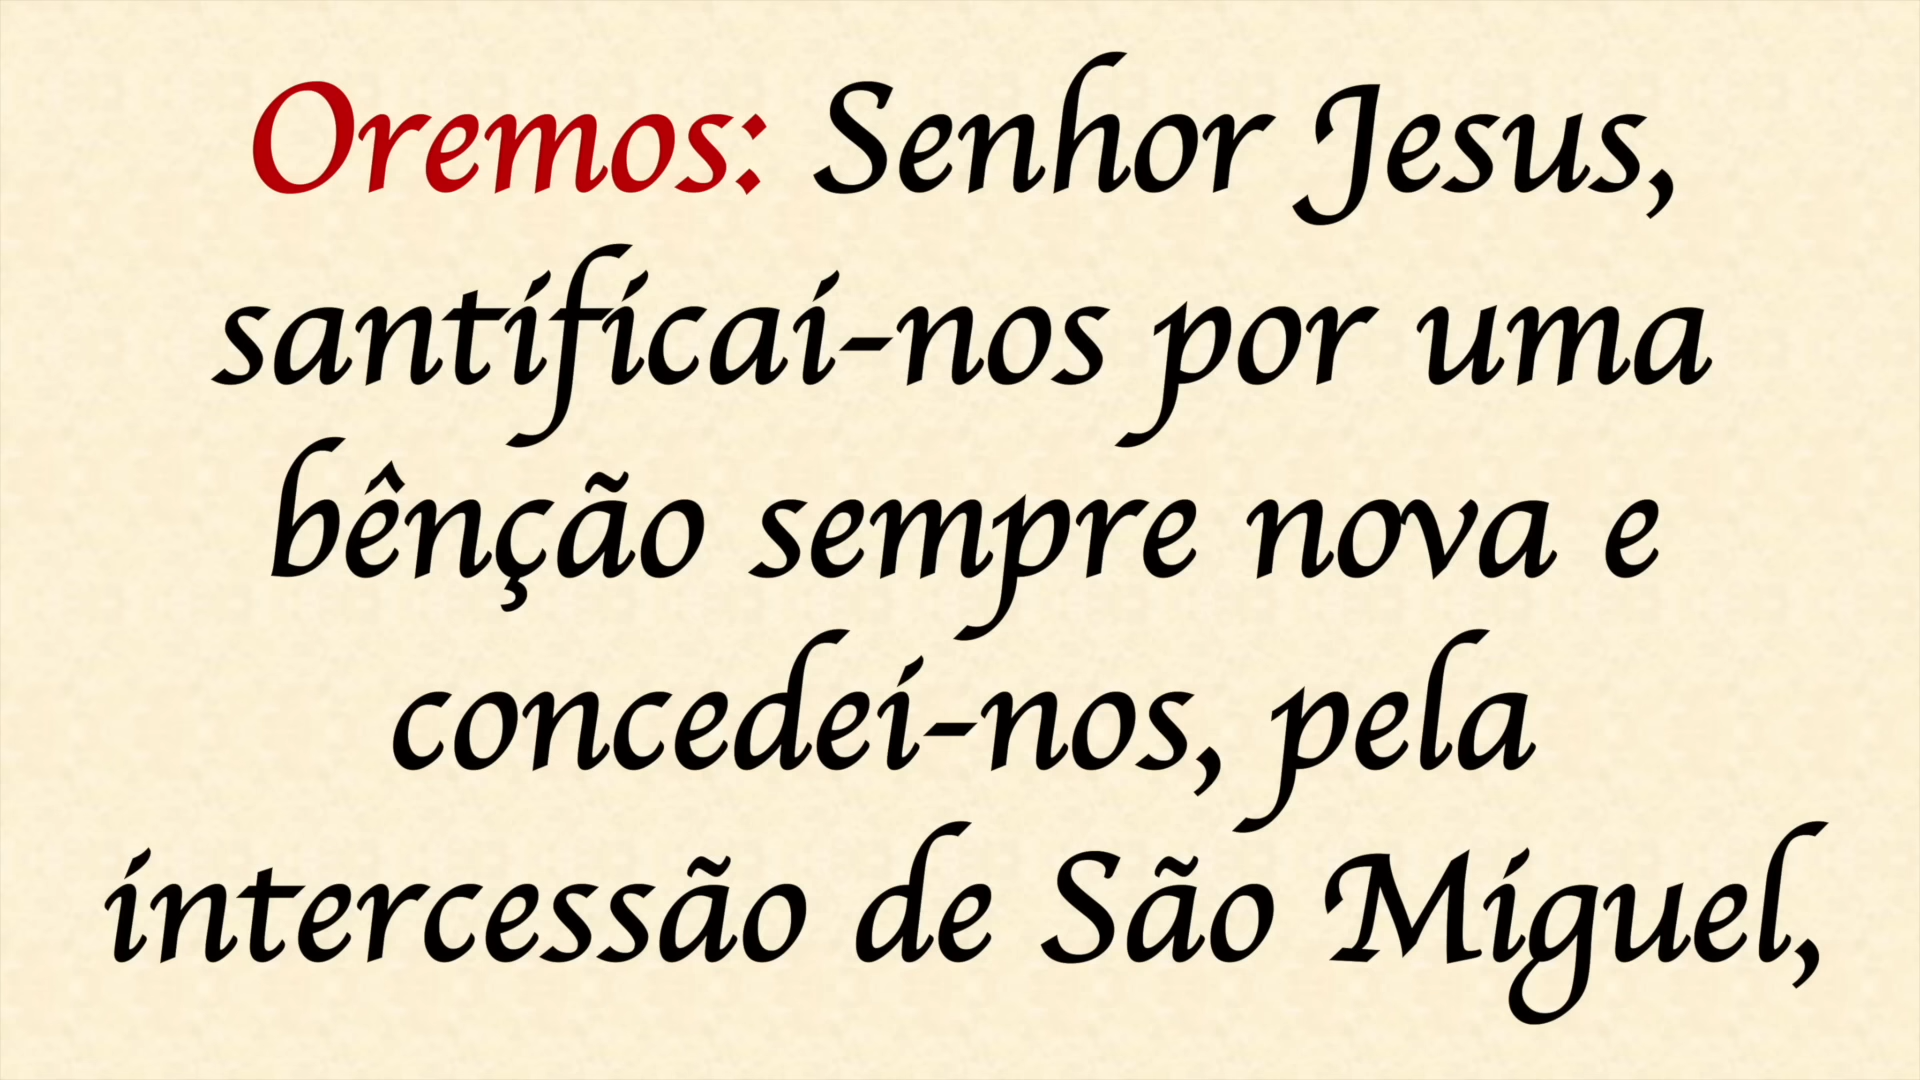 Oremos: Senhor Jesus,
santificai-nos por uma
bênção sempre nova e
concedei-nos, pela
intercessão de São Miguel,